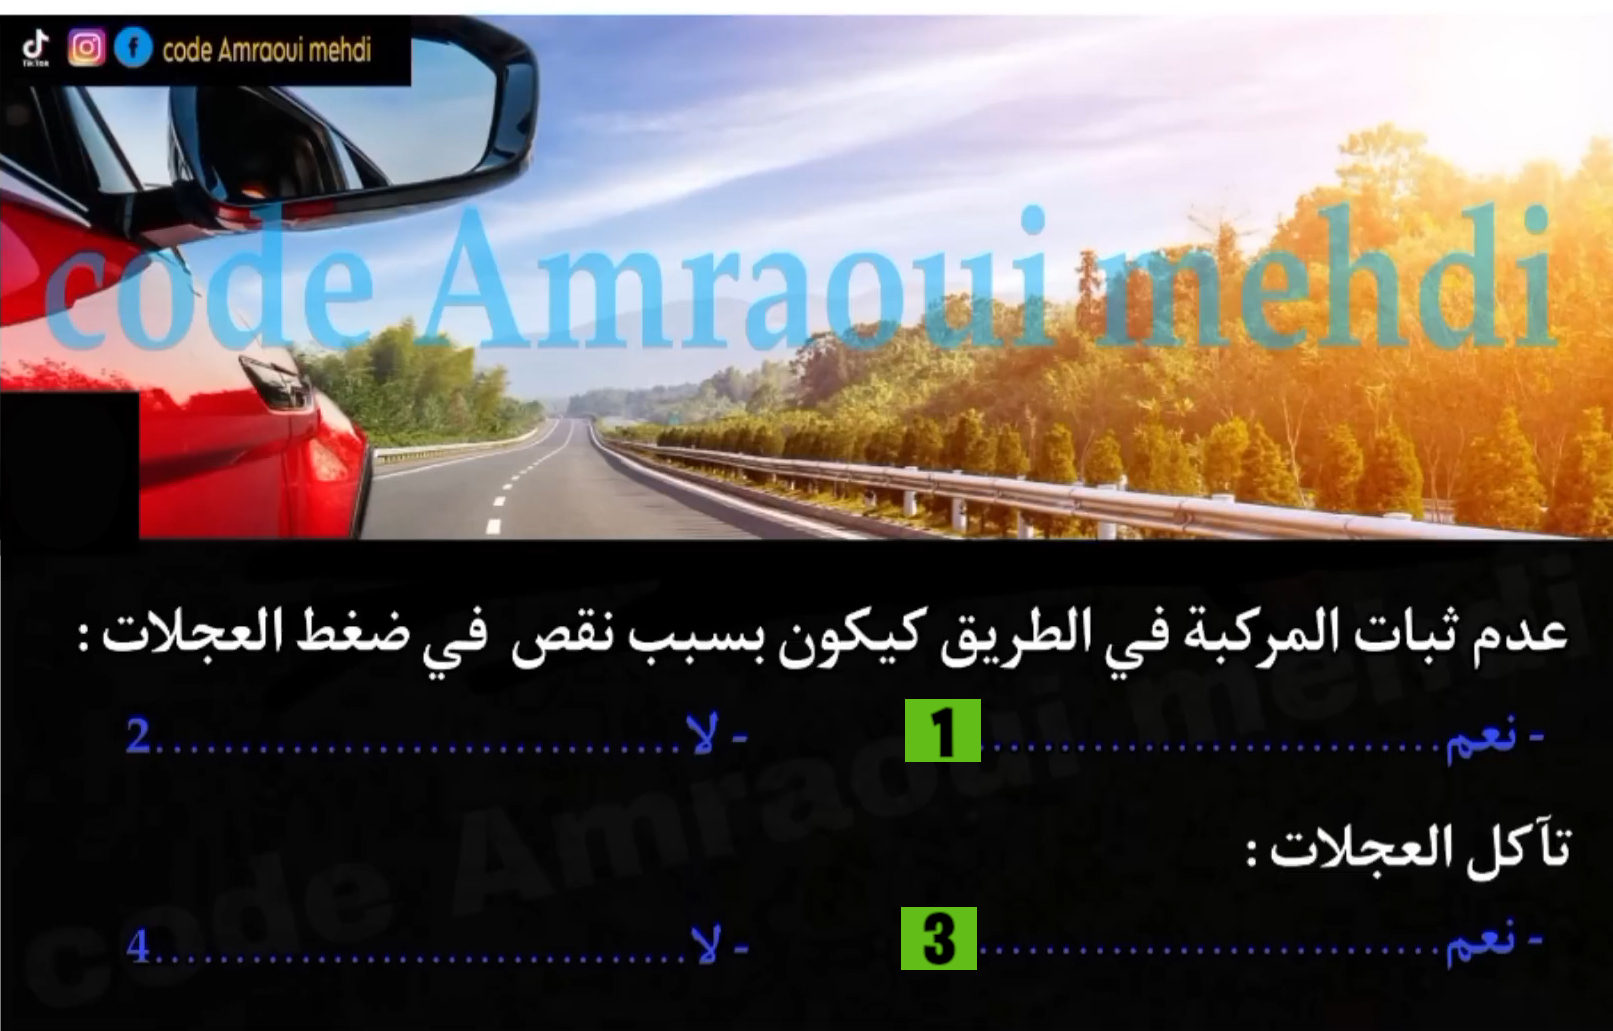 TikTok
code Amraoui mehdi
code Amraoui mehdi
عدم ثبات المركبة في الطريق كيكون بسبب نقص في ضغط العجلات :
- نعم..............................1 - لا..............................2
تآكل العجلات :
- نعم..............................3 - لا..............................4
code Amraoui mehdi